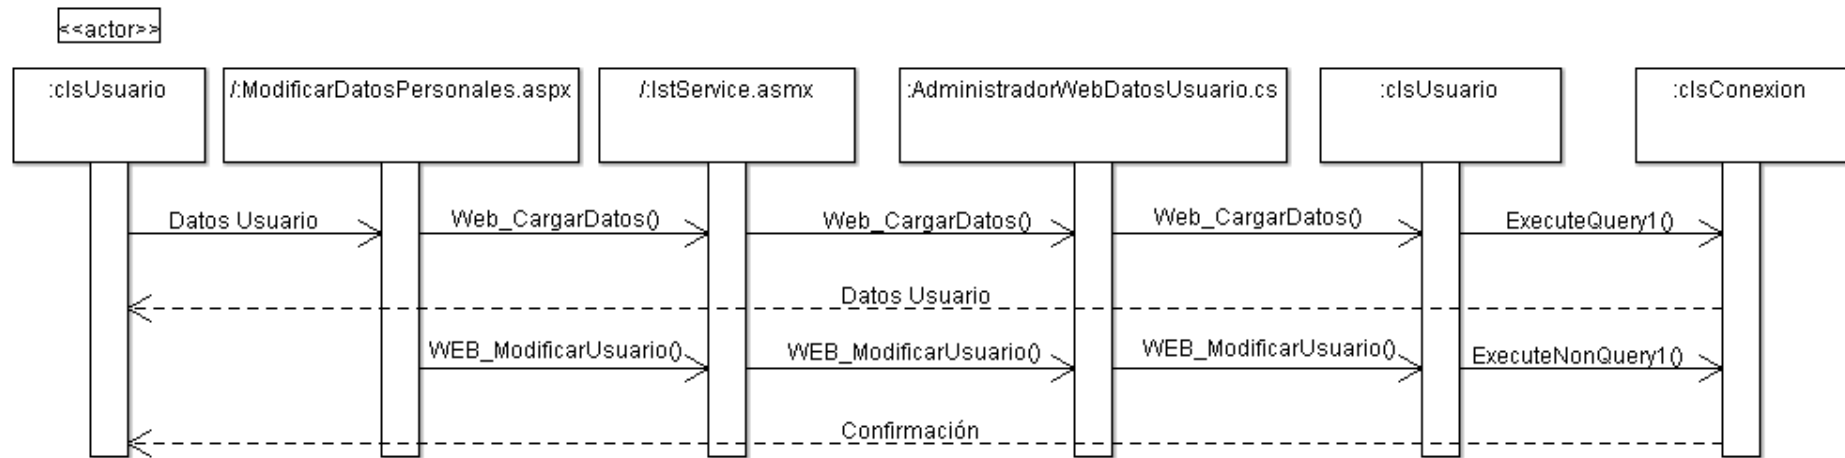 <<actor>>
:clsUsuario
/:ModificarDatosPersonales.aspx
/:IstService.asmx
:AdministradorWebDatosUsuario.cs
:clsUsuario
:clsConexion
Datos Usuario
Web_CargarDatos()
Web_CargarDatos()
Web_CargarDatos()
ExecuteQuery1()
Datos Usuario
WEB_ModificarUsuario()
WEB_ModificarUsuario()
WEB_ModificarUsuario()
ExecuteNonQuery1()
Confirmación